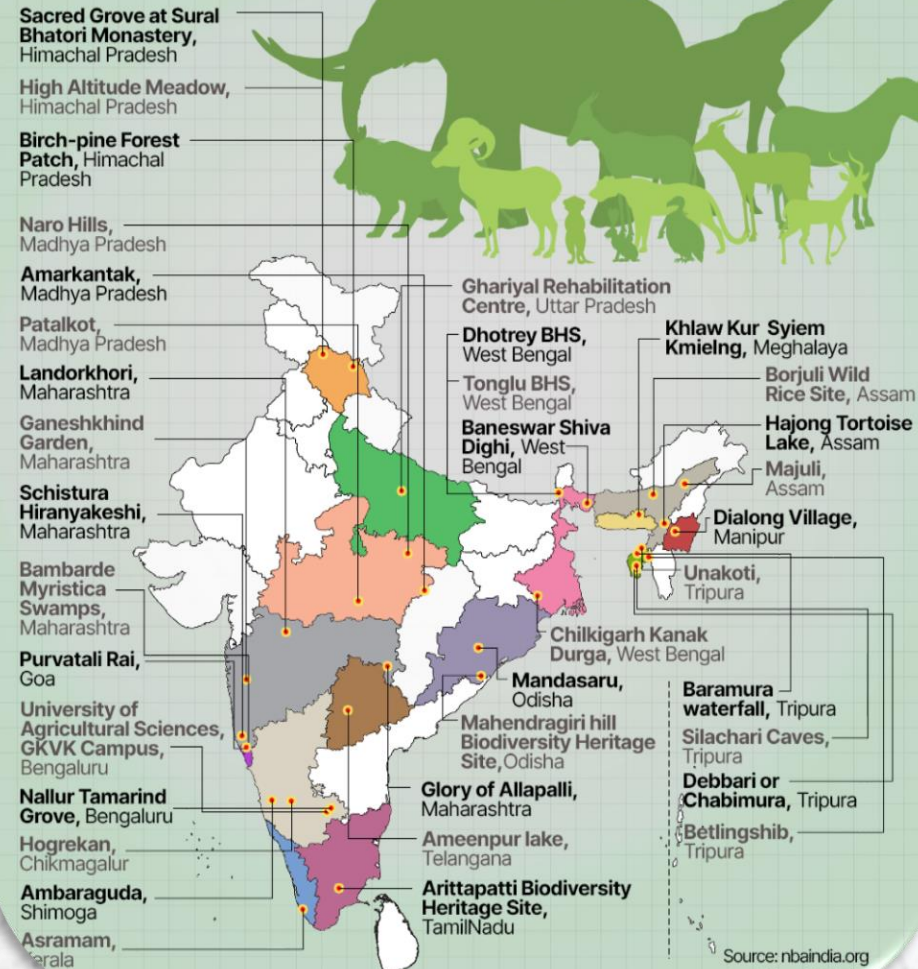 Sacred Grove at Sural
Bhatori Monastery,
Himachal Pradesh
High Altitude Meadow,
Himachal Pradesh
Birch-pine Forest
Patch, Himachal
Pradesh
Naro Hills,
Madhya Pradesh
Amarkantak,
Madhya Pradesh
Patalkot,
Madhya Pradesh
Landorkhori,
Maharashtra
Ganeshkhind
Garden,
Maharashtra
Schistura
Hiranyakeshi,
Maharashtra
Bambarde
Myristica
Swamps,
Maharashtra
Purvatali Rai,
Goa
University of
Agricultural Sciences,
GKVK Campus,
Bengaluru
Nallur Tamarind
Grove, Bengaluru
Hogrekan,
Chikmagalur
Ambaraguda,
Shimoga
Asramam,
erala
Ghariyal Rehabilitation
Centre, Uttar Pradesh
Dhotrey BHS,
West Bengal
Tonglu BHS,
West Bengal
Baneswar Shiva
Dighi, West
Bengal
Khlaw Kur Syiem
Kmielng, Meghalaya
Borjuli Wild
Rice Site, Assam
Hajong Tortoise
Lake, Assam
Majuli,
Assam
Dialong Village,
Manipur
Unakoti,
Tripura
Chilkigarh Kanak
Durga, West Bengal
Mandasaru,
Odisha
Mahendragiri hill
Biodiversity Heritage
Site,Odisha
Glory of Allapalli,
Maharashtra
Ameenpur lake,
Telangana
Arittapatti Biodiversity
Heritage Site,
TamilNadu
Baramura
waterfall, Tripura
Silachari Caves,
Tripura
Debbari or
Chabimura, Tripura
Betlingshib,
Tripura
Source: nbaindia.org